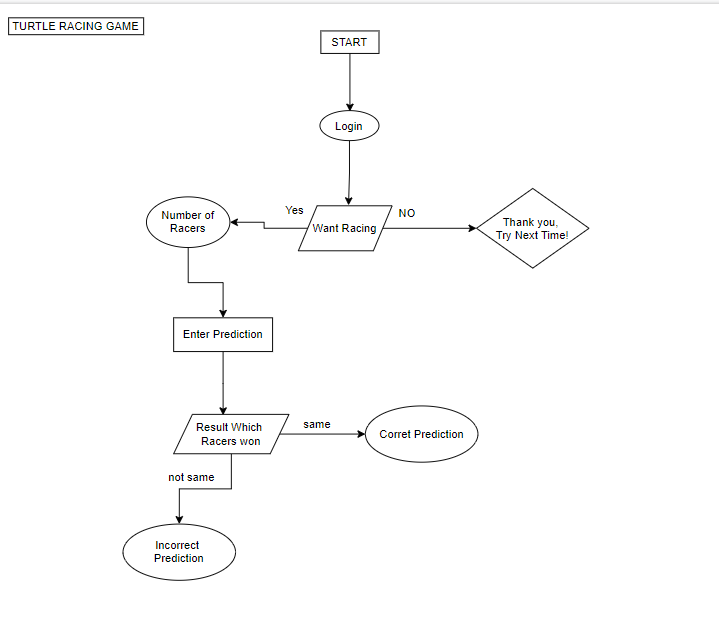 TURTLE RACING GAME
START
Login
Yes
NO
Number of
Racers
Want Racing
Thank you,
Try Next Time!
Enter Prediction
Result Which
Racers won
same
Corret Prediction
not same
Incorrect
Prediction